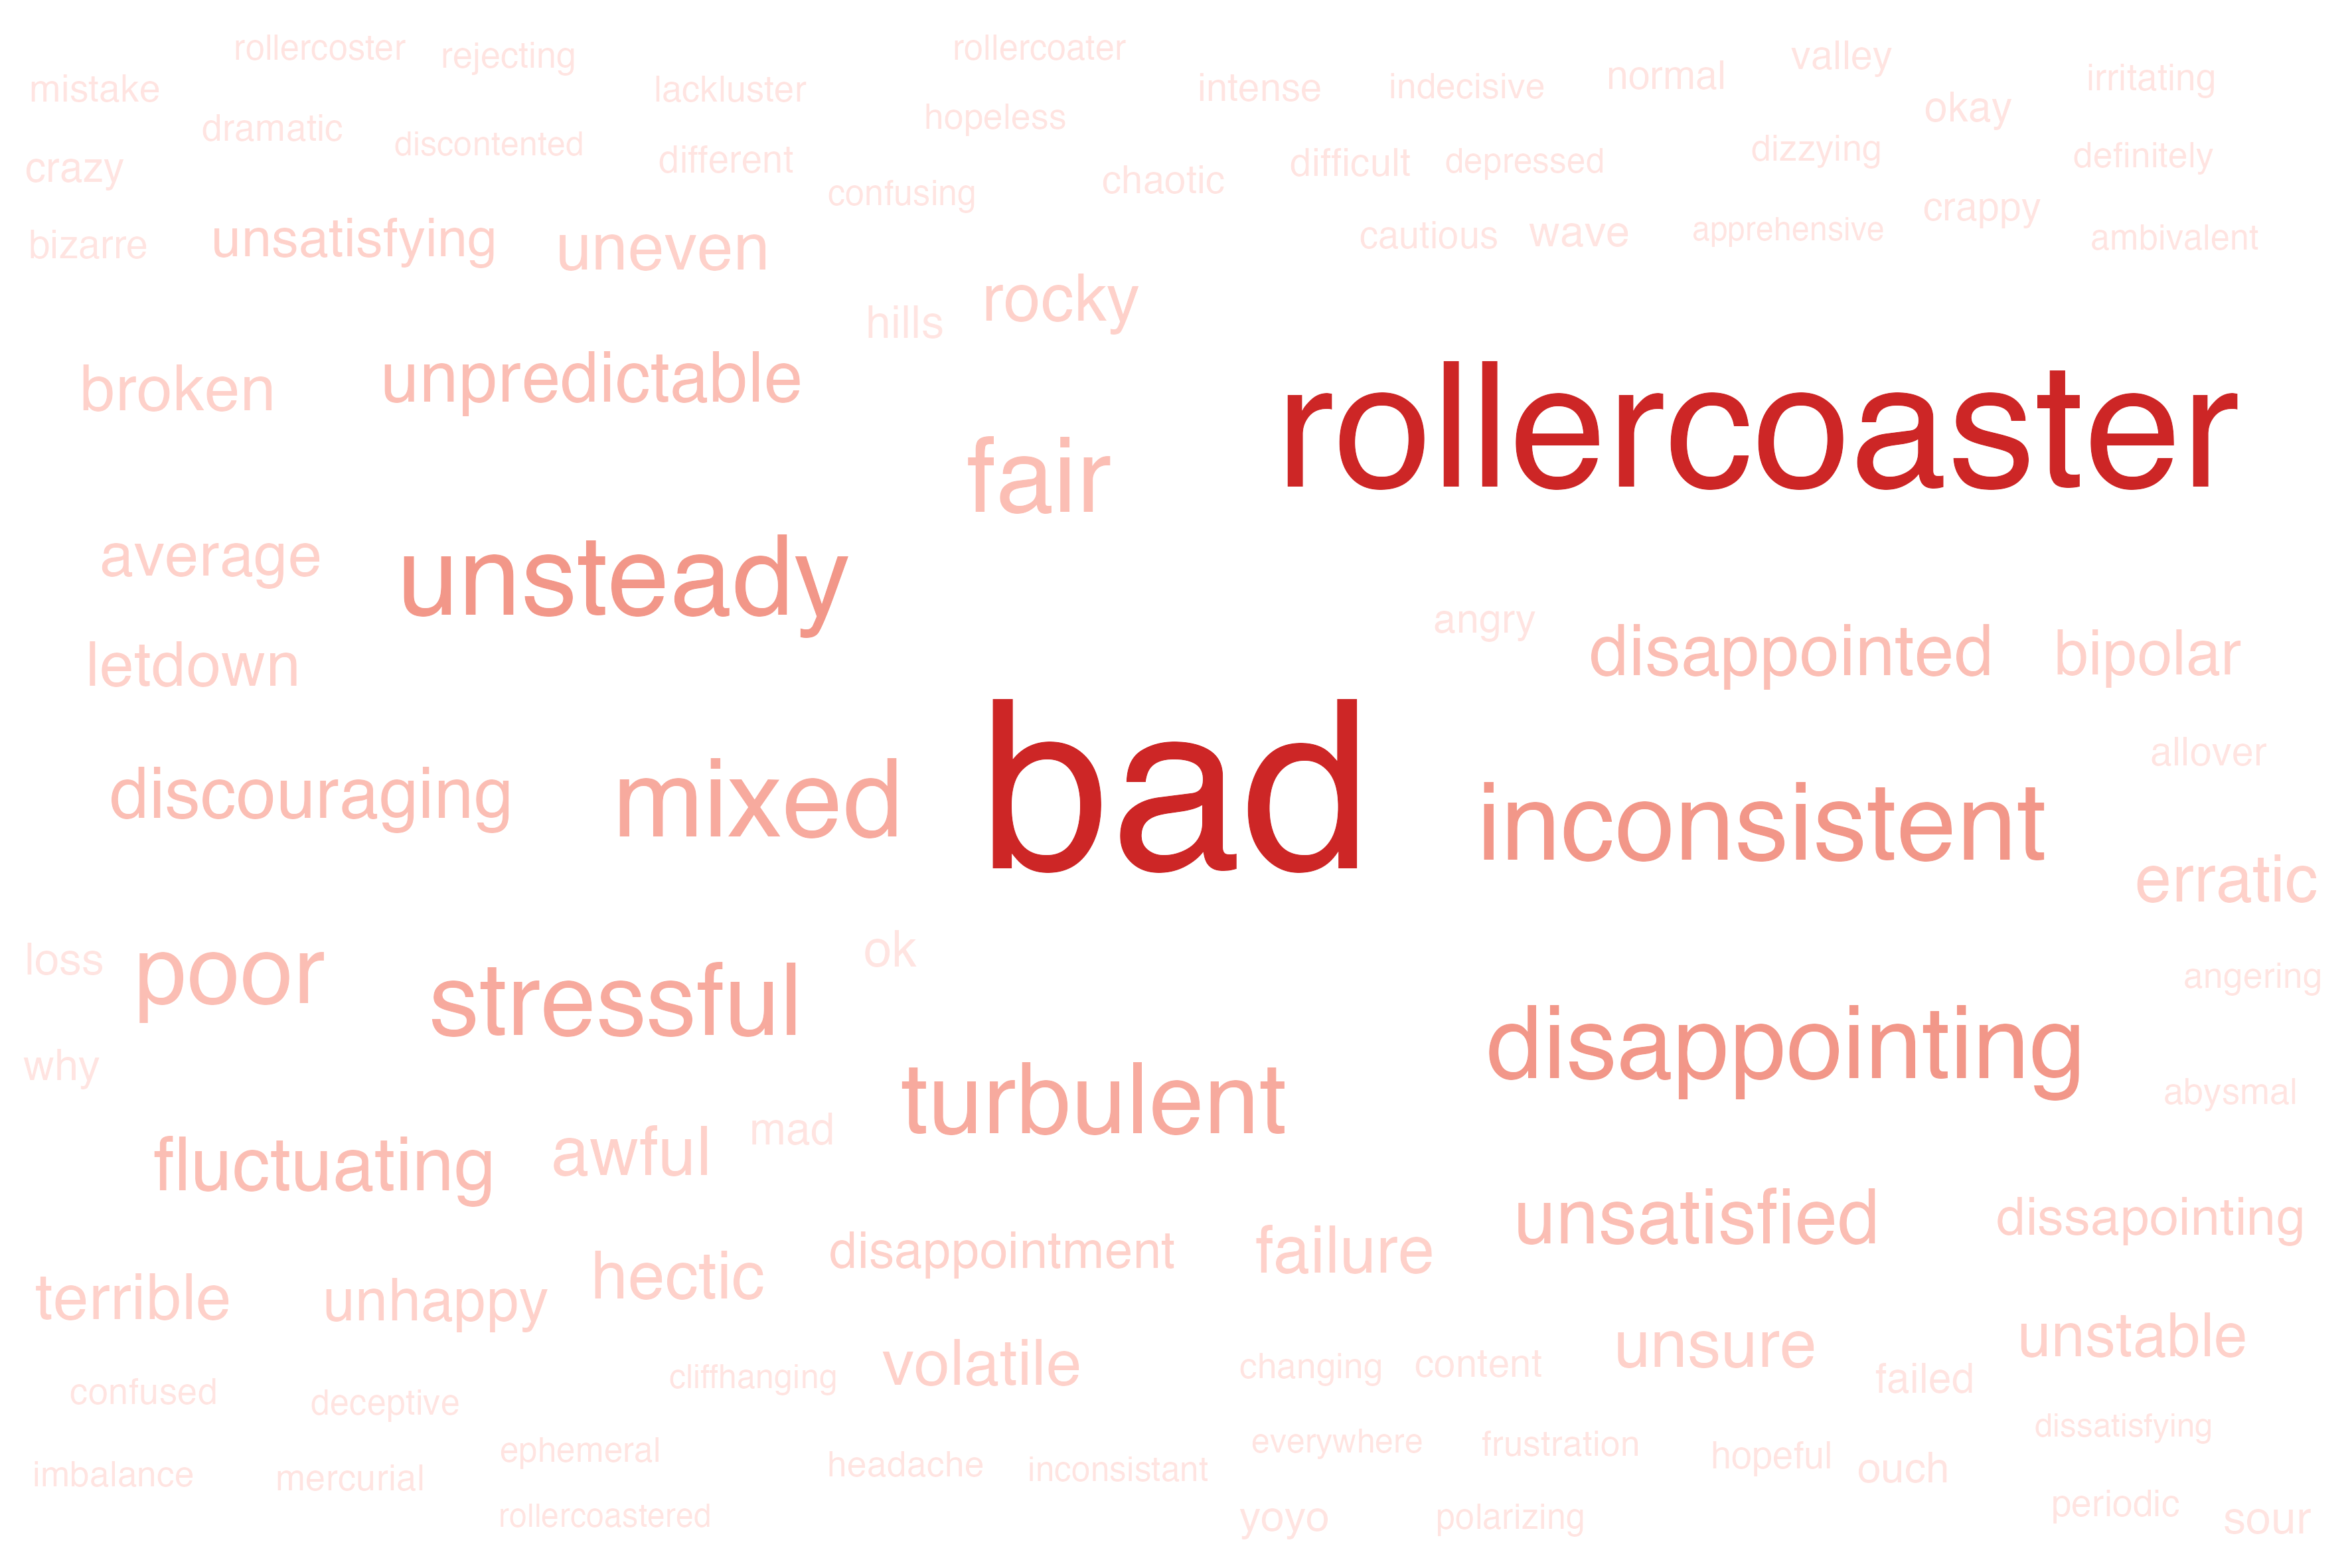 rollercoster
rejecting
rollercoater
mistake
lackluster
intense
indecisive
normal
valley
irritating
okay
dramatic
discontented
hopeless
crazy
different
confusing
chaotic
difficult
depressed
dizzying
definitely
crappy
bizarre
unsatisfying
uneven
cautious
wave
apprehensive
ambivalent
hills
rocky
broken
unpredictable
fair
rollercoaster
average
unsteady
letdown
angry
disappointed
bipolar
allover
discouraging
mixed
bad
inconsistent
erratic
loss
poor
stressful
ok
angering
why
turbulent
disappointing
abysmal
fluctuating
awful
mad
unsatisfied
dissapointing
terrible
unhappy
hectic
disappointment
failure
unsure
unstable
confused
deceptive
cliffhanging
volatile
changing
content
failed
imbalance
mercurial
ephemeral
headache
inconsistant
everywhere
frustration
hopeful
ouch
dissatisfying
rollercoastered
yoyo
polarizing
periodic
sour